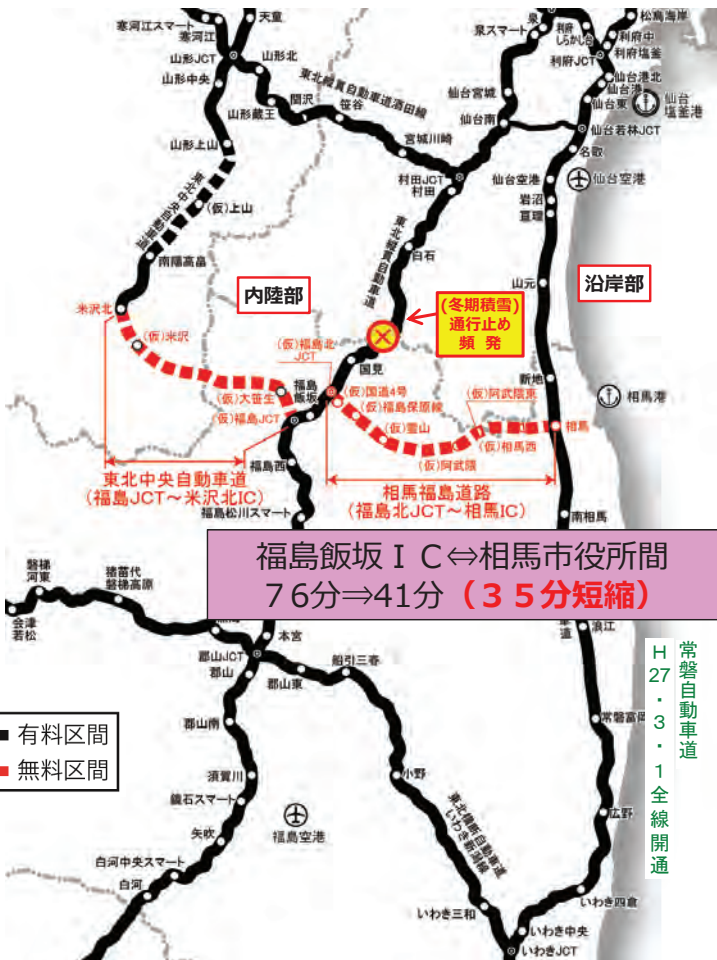 寒河江スマート
寒河江
天童
山形JCT
山形北
山形中央
東北縦貫自動車道酒田線
関沢
笹谷
山形蔵王
宮城川崎
山形上山
東北中央自動車道
(仮)上山
南陽高畠
米沢北
(仮)米沢
内陸部
泉
泉スマート
利府
しらかし台
松島海岸
利府中
利府塩釜
利府JCT
仙台港北
仙台港
仙台東
仙台
塩釜港
仙台宮城
仙台南
仙台若林JCT
名取
村田JCT
村田
仙台空港
仙台空港
岩沼
亘理
東北縦貫自動車道
白石
山元
沿岸部
(冬期積雪)
通行止め
頻 発
(仮)福島北
JCT
国見
新地
相馬港
福島
飯坂
(仮)大笹生
(仮)福島JCT
(仮)国道4号
(仮)福島保原線
(仮)霊山
(仮)阿武隈東
(仮)阿武隈
(仮)相馬西
相馬
福島西
東北中央自動車道
(福島JCT～米沢北IC)
相馬福島道路
(福島北JCT～相馬IC)
福島松川スマート
南相馬
福島飯坂ＩＣ⇔相馬市役所間
７6分⇒41分（３５分短縮）
磐梯
河東
猪苗代
磐梯高原
会津
若松
本宮
郡山JCT
郡山
郡山東
船引三春
浪江
車道
常磐富岡
常磐自動車道
H27・3・1全線開通
有料区間
無料区間
郡山南
須賀川
鏡石スマート
矢吹
福島空港
白河中央スマート
白河
小野
東北横断自動車道
いわき新潟線
広野
いわき四倉
いわき三和
いわき中央
いわきJCT